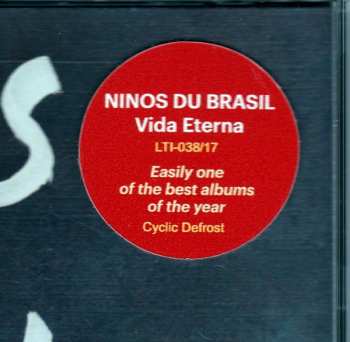 S
NINOS DU BRASIL
Vida Eterna
LTI-038/17
Easily one
of the best albums
of the year
Cyclic Defrost